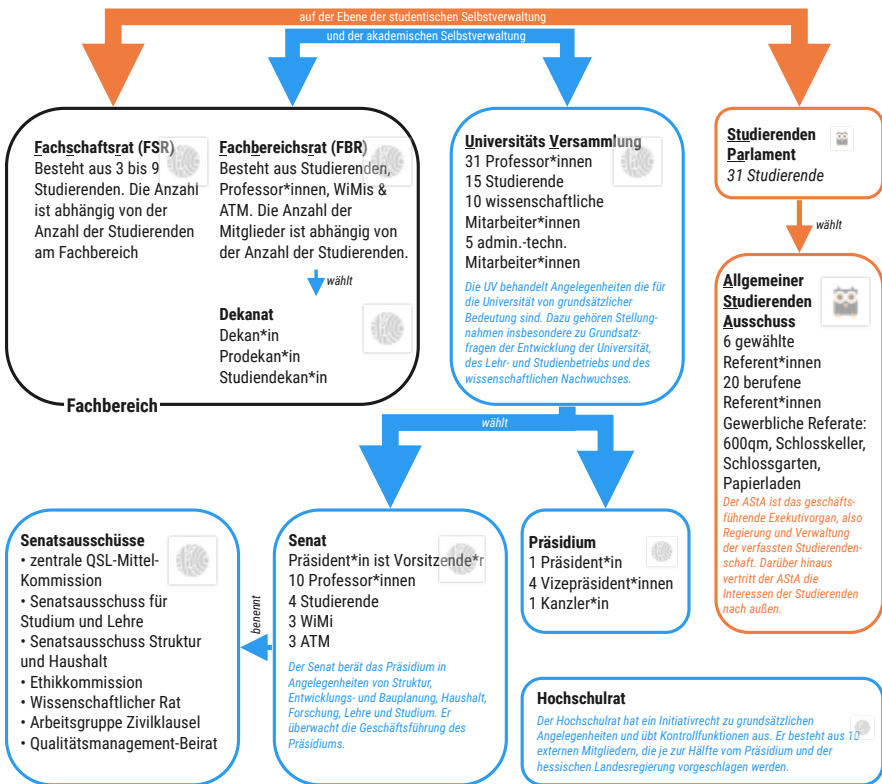 auf der Ebene der studentischen Selbstverwaltung
und der akademischen Selbstverwaltung
Fachschaftsrat (FSR)
Besteht aus 3 bis 9
Studierenden. Die Anzahl
ist abhängig von der
Anzahl der Studierenden
am Fachbereich
Fachbereichsrat (FBR)
Besteht aus Studierenden,
Professor*innen, WiMis &
ATM. Die Anzahl der
Mitglieder ist abhängig von
der Anzahl der Studierenden.
wählt
Dekanat
Dekan*in
Prodekan*in
Studiendekan*in
Fachbereich
Universitäts Versammlung
31 Professor*innen
15 Studierende
10 wissenschaftliche
Mitarbeiter*innen
5 admin.-techn.
Mitarbeiter*innen
Die UV behandelt Angelegenheiten die für
die Universität von grundsätzlicher
Bedeutung sind. Dazu gehören Stellung-
nahmen insbesondere zu Grundsatz-
fragen der Entwicklung der Universität,
des Lehr- und Studienbetriebs und des
wissenschaftlichen Nachwuchses.
Studierenden
Parlament
31 Studierende
wählt
Allgemeiner
Studierenden
Ausschuss
6 gewählte
Referent*innen
20 berufene
Referent*innen
Gewerbliche Referate:
600qm, Schlosskeller,
Schlossgarten,
Papierladen
Der AStA ist das geschäfts-
führende Exekutivorgan, also
Regierung und Verwaltung
der verfassten Studierenden-
schaft. Darüber hinaus
vertritt der AStA die
Interessen der Studierenden
nach außen.
wählt
Senatsausschüsse
• zentrale QSL-Mittel-
Kommission
• Senatsausschuss für
Studium und Lehre
• Senatsausschuss Struktur
und Haushalt
• Ethikkommission
• Wissenschaftlicher Rat
• Arbeitsgruppe Zivilklausel
• Qualitätsmanagement-Beirat
benennt
Senat
Präsident*in ist Vorsitzende*r
10 Professor*innen
4 Studierende
3 WiMi
3 ATM
Der Senat berät das Präsidium in
Angelegenheiten von Struktur,
Entwicklungs- und Bauplanung, Haushalt,
Forschung, Lehre und Studium. Er
überwacht die Geschäftsführung des
Präsidiums.
Präsidium
1 Präsident*in
4 Vizepräsident*innen
1 Kanzler*in
Hochschulrat
Der Hochschulrat hat ein Initiativrecht zu grundsätzlichen
Angelegenheiten und übt Kontrollfunktionen aus. Er besteht aus 10
externen Mitgliedern, die je zur Hälfte vom Präsidium und der
hessischen Landesregierung vorgeschlagen werden.